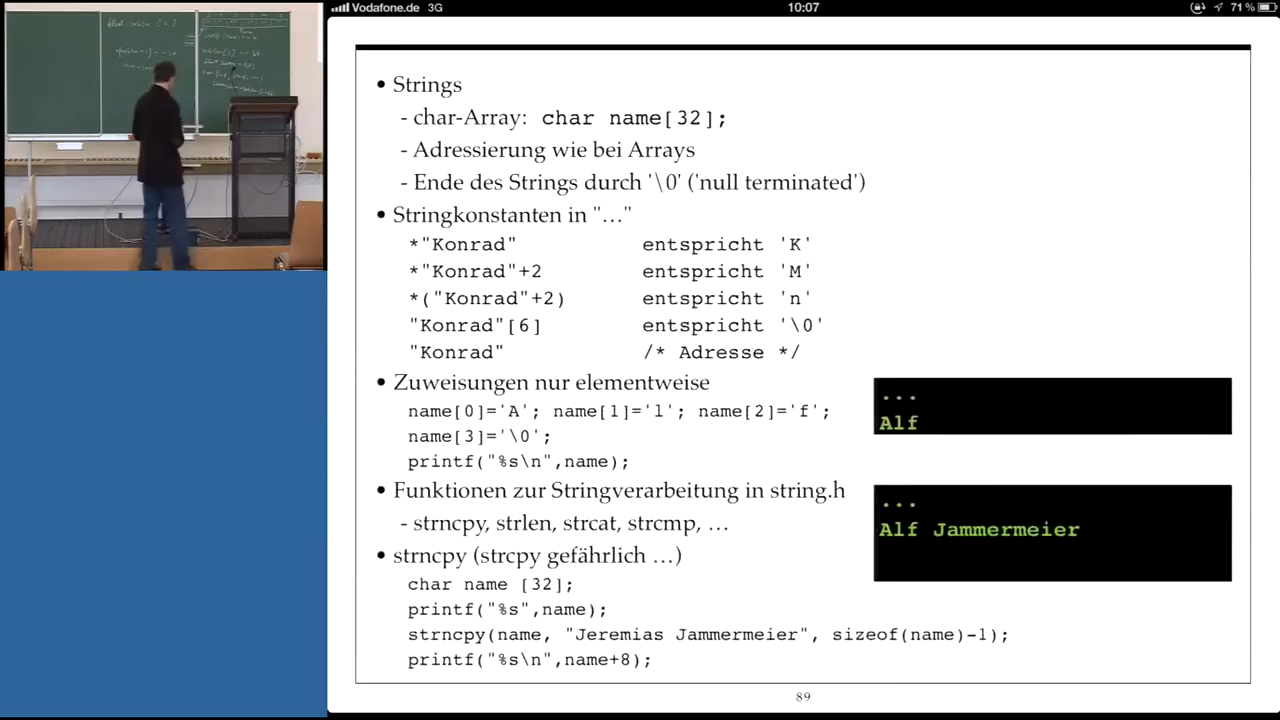 Vodafone.de 3G 10:07 71 %
• Strings
- char-Array: char name[32];
- Adressierung wie bei Arrays
- Ende des Strings durch '\0' ('null terminated')
• Stringkonstanten in "…"
*"Konrad" entspricht 'K'
*"Konrad"+2 entspricht 'M'
*("Konrad"+2) entspricht 'n'
"Konrad"[6] entspricht '\0'
"Konrad" /* Adresse */
• Zuweisungen nur elementweise
name[0]='A'; name[1]='l'; name[2]='f';
name[3]='\0';
printf("%s\n",name);
...
Alf
• Funktionen zur Stringverarbeitung in string.h
- strncpy, strlen, strcat, strcmp, …
• strncpy (strcpy gefährlich …)
char name [32];
printf("%s",name);
strncpy(name, "Jeremias Jammermeier", sizeof(name)-1);
printf("%s\n",name+8);
...
Alf Jammermeier
89